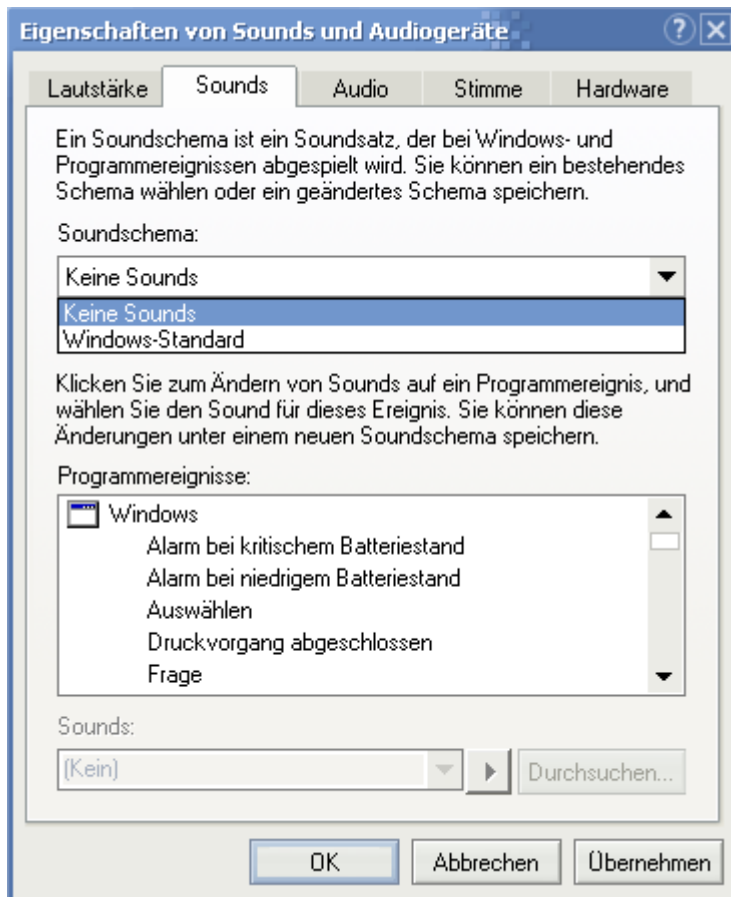 Eigenschaften von Sounds und Audiogeräte
Lautstärke Sounds Audio Stimme Hardware
Ein Soundschema ist ein Soundsatz, der bei Windows- und
Programmereignissen abgespielt wird. Sie können ein bestehendes
Schema wählen oder ein geändertes Schema speichern.
Soundschema:
Keine Sounds
Keine Sounds
Windows-Standard
Klicken Sie zum Ändern von Sounds auf ein Programmereignis, und
wählen Sie den Sound für dieses Ereignis. Sie können diese
Änderungen unter einem neuen Soundschema speichern.
Programmereignisse:
Windows
Alarm bei kritischem Batteriestand
Alarm bei niedrigem Batteriestand
Auswählen
Druckvorgang abgeschlossen
Frage
Sounds:
(Kein) Durchsuchen...
OK Abbrechen Übernehmen